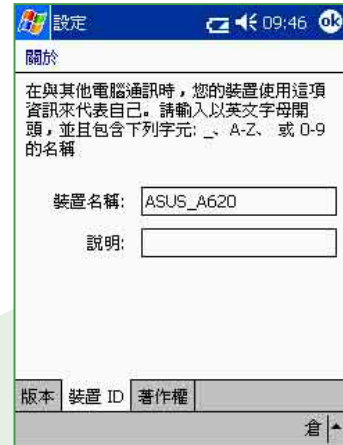 設定 09:46 ok
關於
在與其他電腦通訊時，您的裝置使用這項
資訊來代表自己。請輸入以英文字母開
頭，並且包含下列字元: _、A-Z、 或 0-9
的名稱
裝置名稱: ASUS_A620
說明:
版本 裝置 ID 著作權
倉